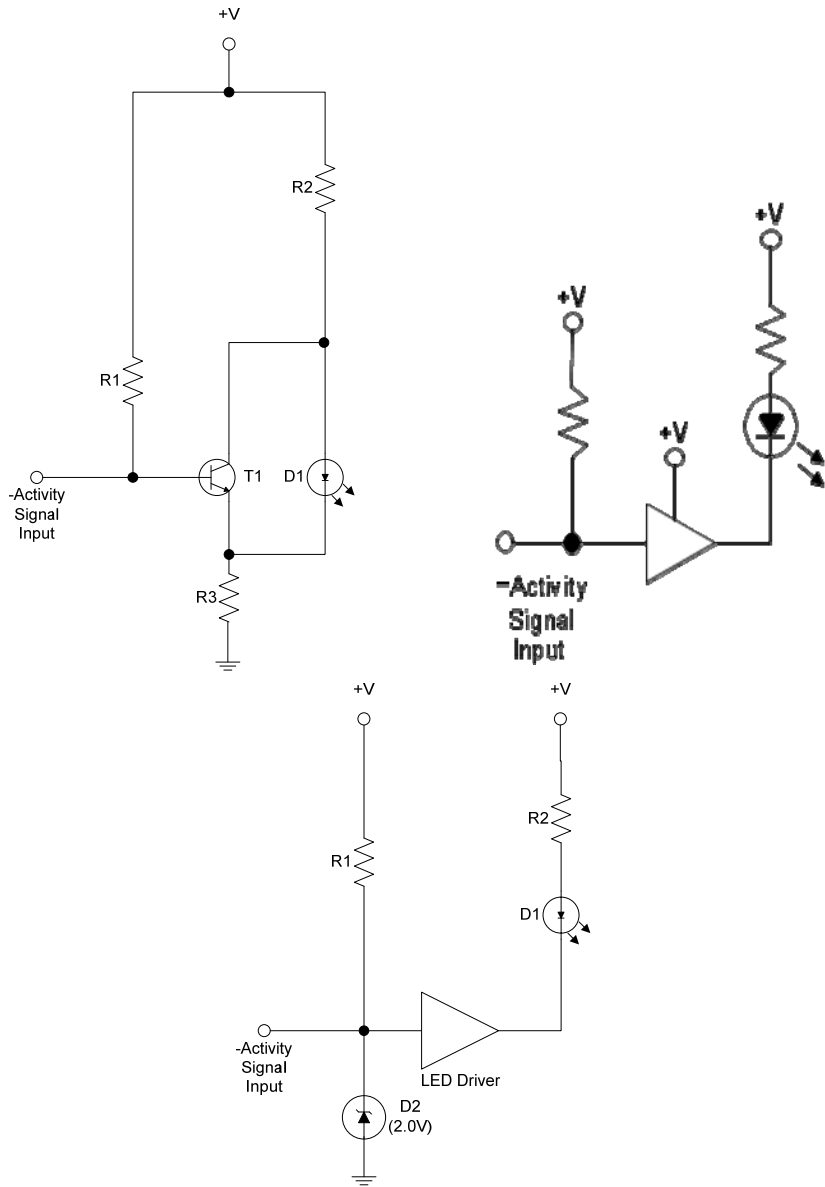 +V
R2
R1
T1
D1
-Activity
Signal
Input
R3
+V
+V
+V
-Activity
Signal
Input
+V
+V
R2
R1
D1
-Activity
Signal
Input
LED Driver
D2
(2.0V)